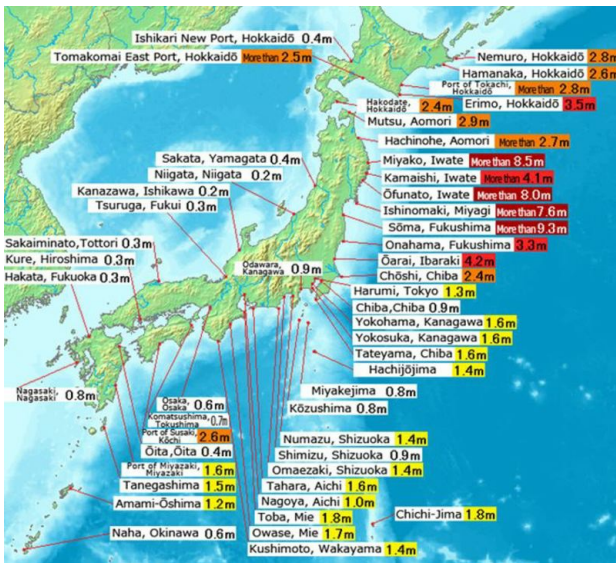 Ishikari New Port, Hokkaidō 0.4m
Tomakomai East Port, Hokkaidō More than 2.5m
Nemuro, Hokkaidō 2.8m
Hamanaka, Hokkaidō 2.6m
Port of Tokachi,
Hokkaidō More than 2.8m
Erimo, Hokkaidō 3.5m
Hakodate,
Hokkaidō 2.4m
Mutsu, Aomori 2.9m
Hachinohe, Aomori More than 2.7m
Sakata, Yamagata 0.4m
Miyako, Iwate More than 8.5m
Niigata, Niigata 0.2m
Kamaishi, Iwate More than 4.1m
Kanazawa, Ishikawa 0.2m
Ōfunato, Iwate More than 8.0m
Tsuruga, Fukui 0.3m
Ishinomaki, Miyagi More than 7.6m
Sōma, Fukushima More than 9.3m
Sakaiminato,Tottori 0.3m
Onahama, Fukushima 3.3m
Kure, Hiroshima 0.3m
Ōarai, Ibaraki 4.2m
Odawara,
Kanagawa 0.9m
Hakata, Fukuoka 0.3m
Chōshi, Chiba 2.4m
Harumi, Tokyo 1.3m
Chiba,Chiba 0.9m
Yokohama, Kanagawa 1.6m
Yokosuka, Kanagawa 1.6m
Tateyama, Chiba 1.6m
Hachijōjima 1.4m
Nagasaki,
Nagasaki 0.8m
Miyakejima 0.8m
Kōzushima 0.8m
Osaka,
Osaka 0.6m
Komatsushima,
Tokushima 0.7m
Port of Susaki,
Kōchi 2.6m
Ōita,Ōita 0.4m
Port of Miyazaki,
Miyazaki 1.6m
Tanegashima 1.5m
Amami-Ōshima 1.2m
Naha, Okinawa 0.6m
Numazu, Shizuoka 1.4m
Shimizu, Shizuoka 0.9m
Omaezaki, Shizuoka 1.4m
Tahara, Aichi 1.6m
Nagoya, Aichi 1.0m
Toba, Mie 1.8m
Chichi-Jima 1.8m
Owase, Mie 1.7m
Kushimoto, Wakayama 1.4m